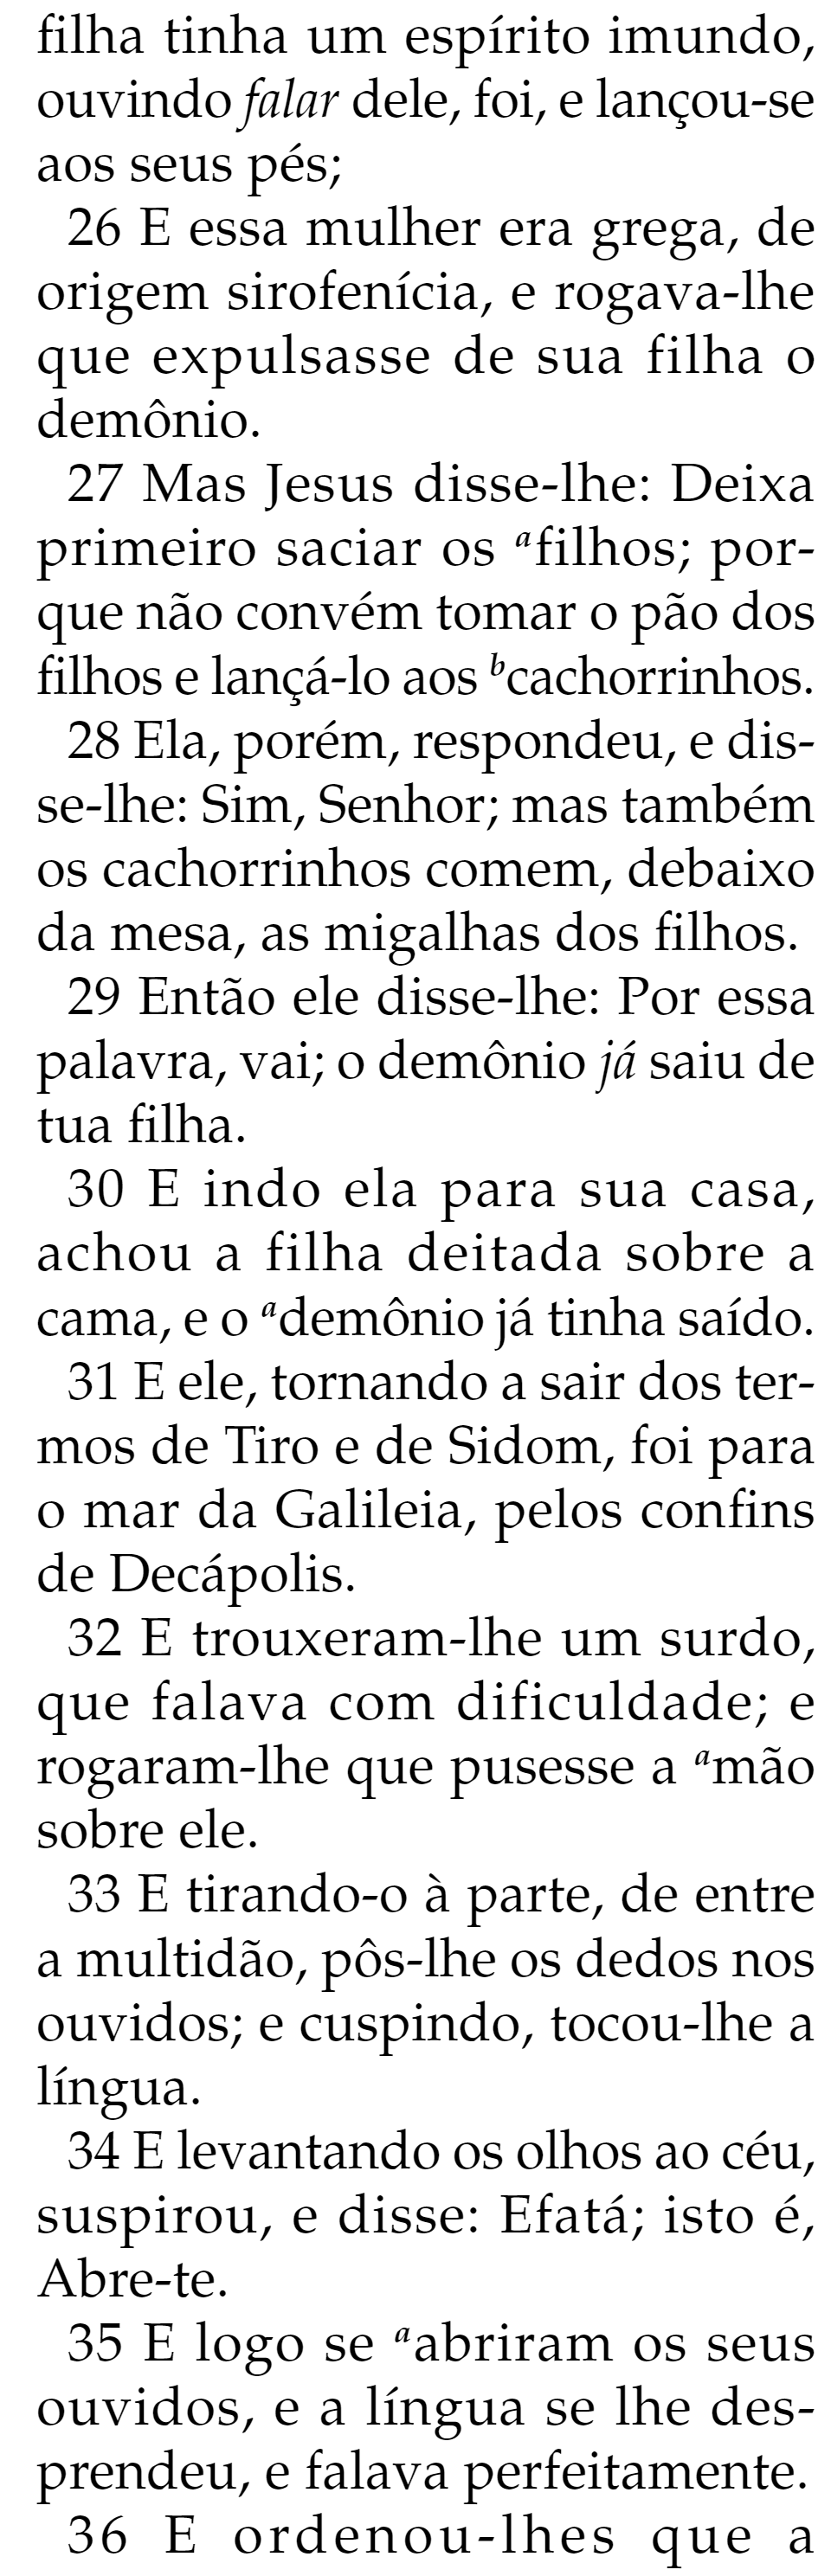 filha tinha um espírito imundo,
ouvindo falar dele, foi, e lançou-se
aos seus pés;
26 E essa mulher era grega, de
origem sirofenícia, e rogava-lhe
que expulsasse de sua filha o
demônio.
27 Mas Jesus disse-lhe: Deixa
primeiro saciar os a filhos; por-
que não convém tomar o pão dos
filhos e lançá-lo aos b cachorrinhos.
28 Ela, porém, respondeu, e dis-
se-lhe: Sim, Senhor; mas também
os cachorrinhos comem, debaixo
da mesa, as migalhas dos filhos.
29 Então ele disse-lhe: Por essa
palavra, vai; o demônio já saiu de
tua filha.
30 E indo ela para sua casa,
achou a filha deitada sobre a
cama, e o a demônio já tinha saído.
31 E ele, tornando a sair dos ter-
mos de Tiro e de Sidom, foi para
o mar da Galileia, pelos confins
de Decápolis.
32 E trouxeram-lhe um surdo,
que falava com dificuldade; e
rogaram-lhe que pusesse a a mão
sobre ele.
33 E tirando-o à parte, de entre
a multidão, pôs-lhe os dedos nos
ouvidos; e cuspindo, tocou-lhe a
língua.
34 E levantando os olhos ao céu,
suspirou, e disse: Efatá; isto é,
Abre-te.
35 E logo se a abriram os seus
ouvidos, e a língua se lhe des-
prendeu, e falava perfeitamente.
36 E ordenou-lhes que a